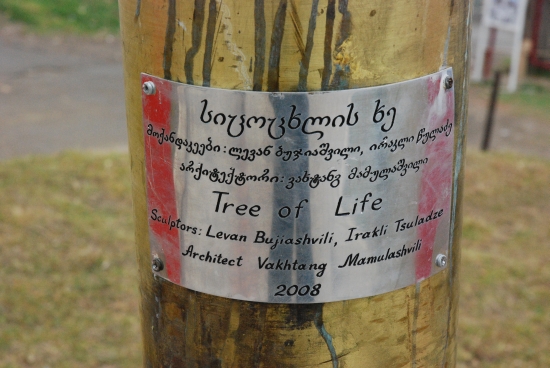 სიცოცხლის ხე
მოქანდაკეები: ლევან ბუჯიაშვილი, ირაკლი წულაძე
არქიტექტორი: ვახტანგ მამულაშვილი
Tree of Life
Sculptors: Levan Bujiashvili, Irakli Tsuladze
Architect Vakhtang Mamulashvili
2008